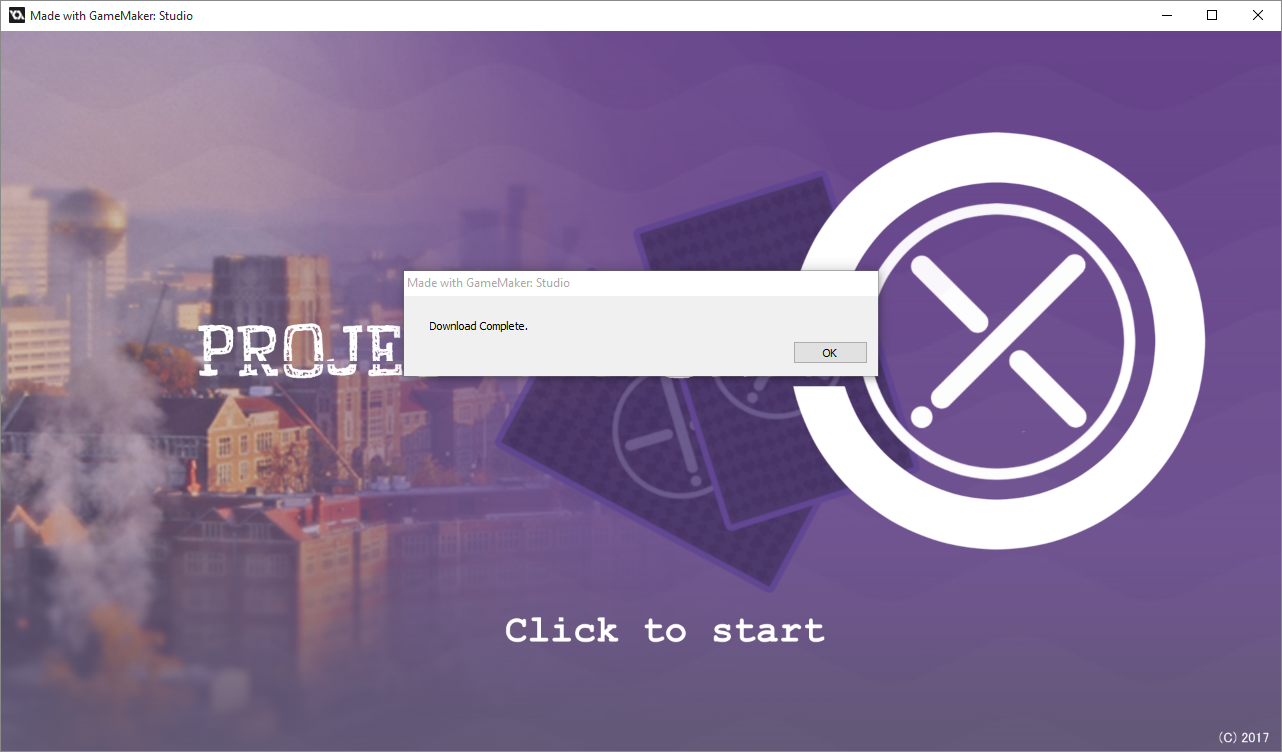 Made with GameMaker: Studio
Made with GameMaker: Studio
Download Complete.
OK
PROJE
Click to start
(C) 2017